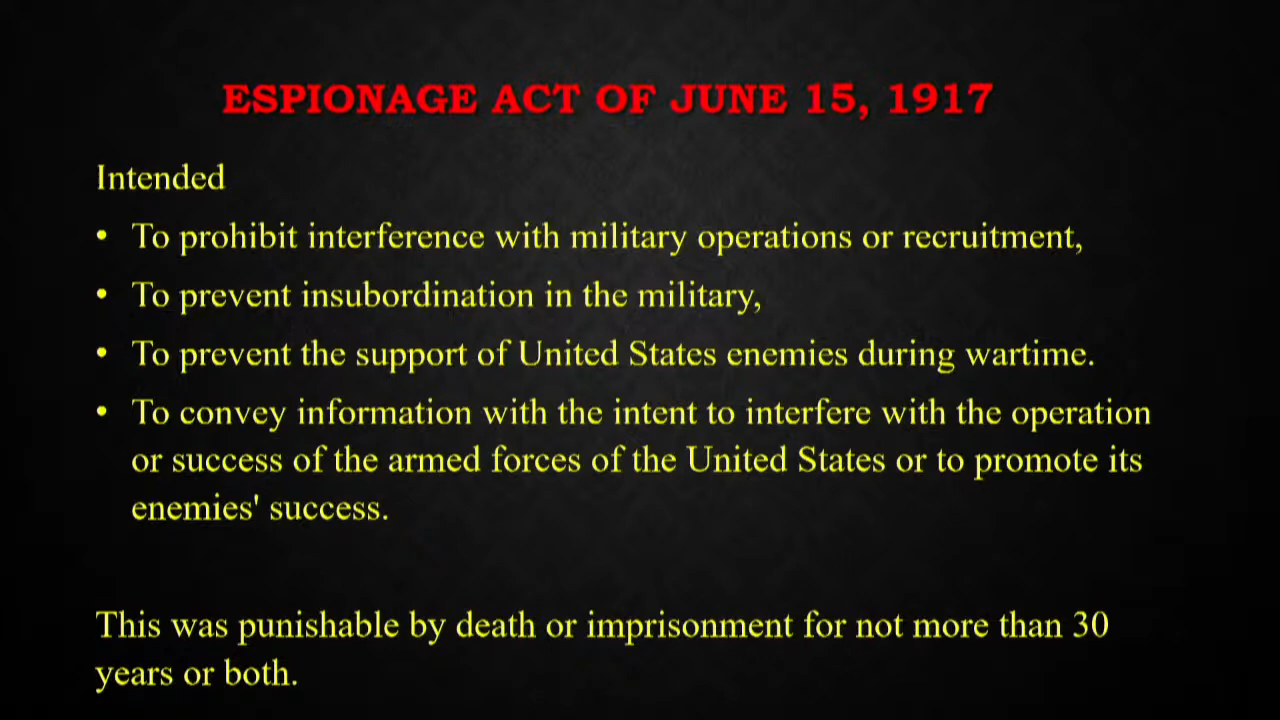 ESPIONAGE ACT OF JUNE 15, 1917
Intended
• To prohibit interference with military operations or recruitment,
• To prevent insubordination in the military,
• To prevent the support of United States enemies during wartime.
• To convey information with the intent to interfere with the operation
or success of the armed forces of the United States or to promote its
enemies' success.
This was punishable by death or imprisonment for not more than 30
years or both.